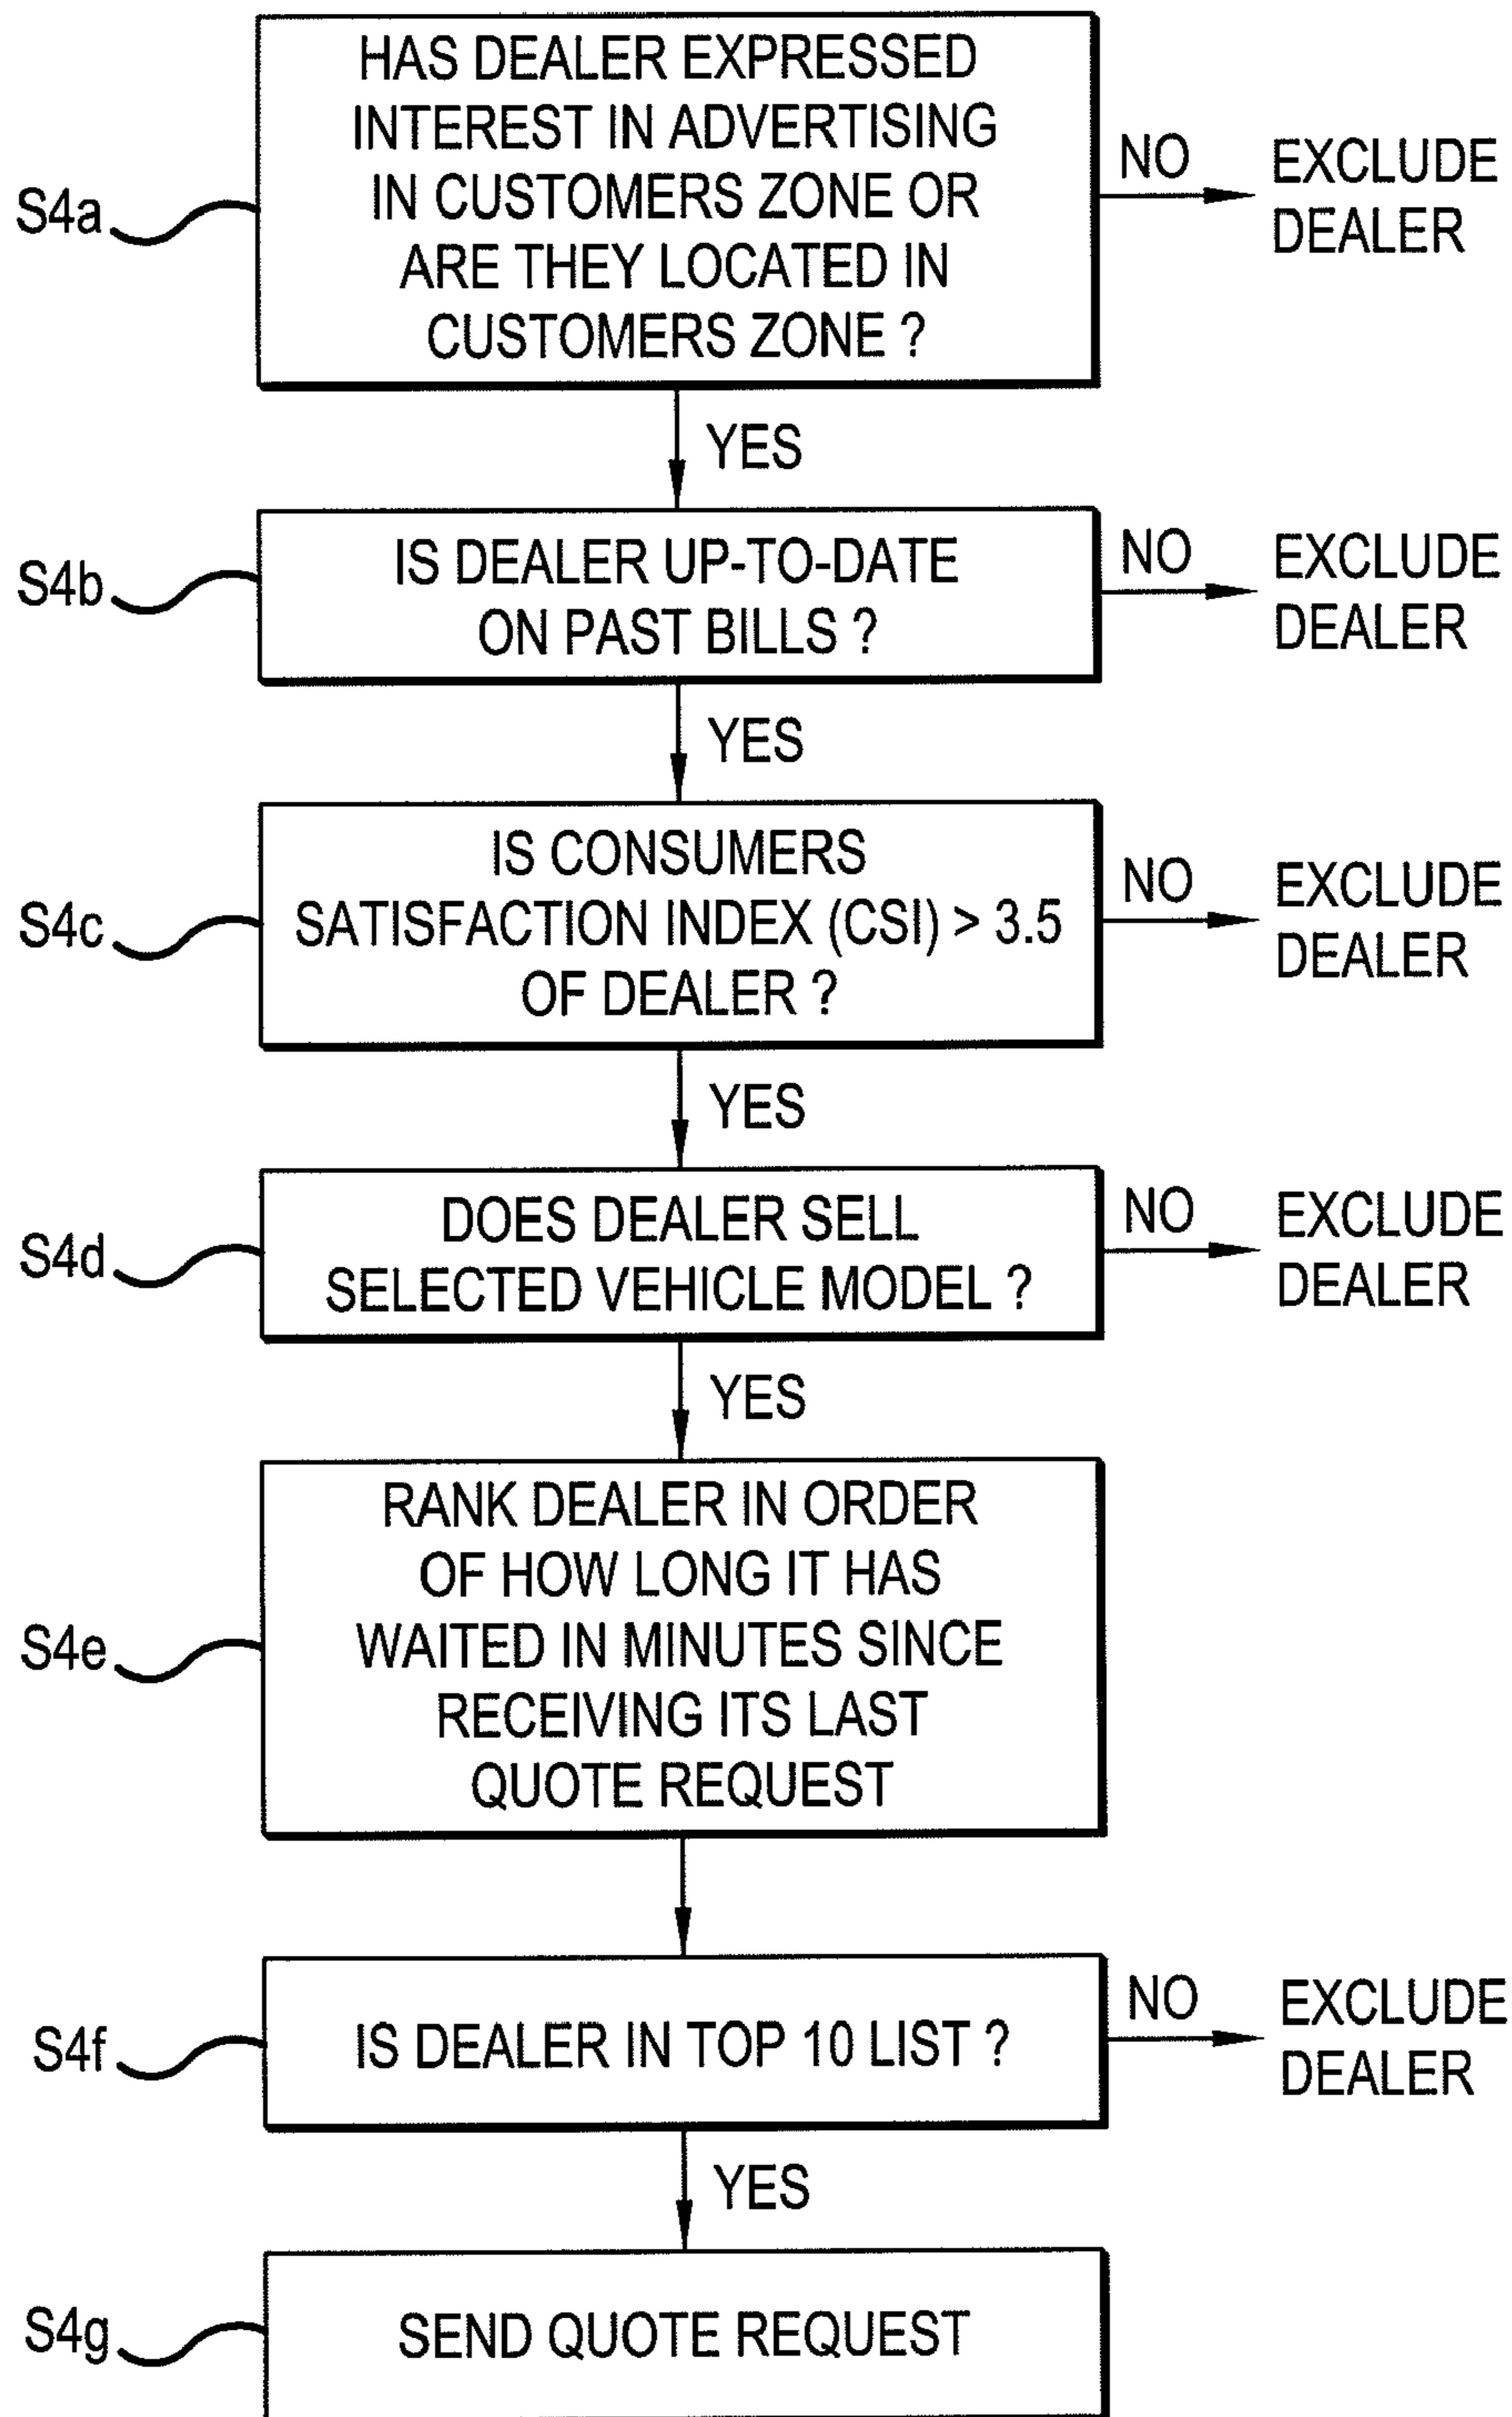 HAS DEALER EXPRESSED
INTEREST IN ADVERTISING
IN CUSTOMERS ZONE OR
ARE THEY LOCATED IN
CUSTOMERS ZONE ?
S4a
NO
EXCLUDE
DEALER
YES
IS DEALER UP-TO-DATE
ON PAST BILLS ?
S4b
NO
EXCLUDE
DEALER
YES
IS CONSUMERS
SATISFACTION INDEX (CSI) > 3.5
OF DEALER ?
S4c
NO
EXCLUDE
DEALER
YES
DOES DEALER SELL
SELECTED VEHICLE MODEL ?
S4d
NO
EXCLUDE
DEALER
YES
RANK DEALER IN ORDER
OF HOW LONG IT HAS
WAITED IN MINUTES SINCE
RECEIVING ITS LAST
QUOTE REQUEST
S4e
IS DEALER IN TOP 10 LIST ?
S4f
NO
EXCLUDE
DEALER
YES
SEND QUOTE REQUEST
S4g